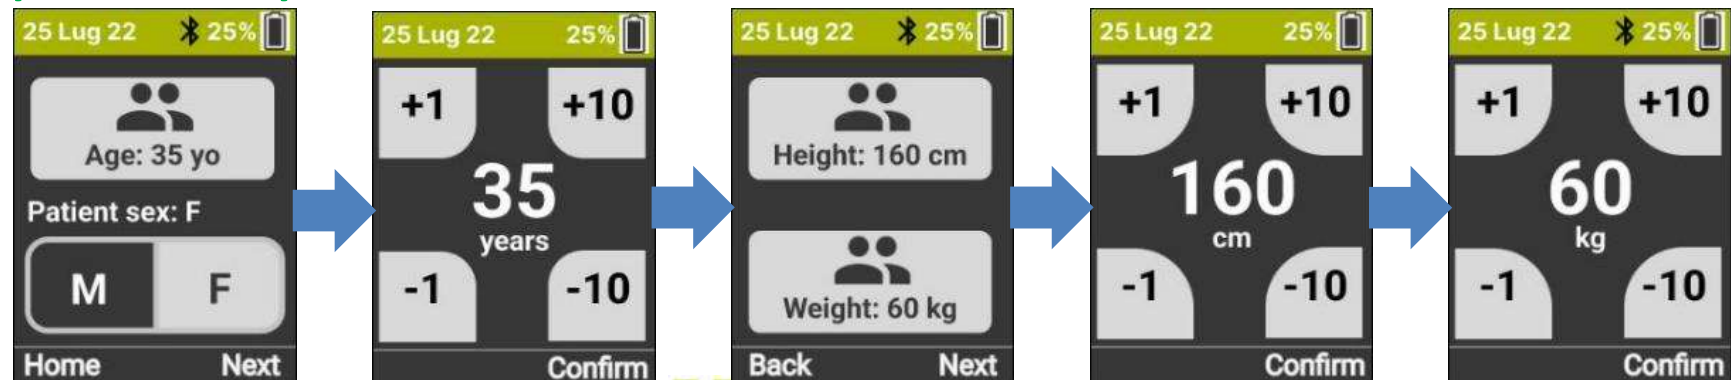 25 Lug 22 25%
Age: 35 yo
Patient sex: F
M F
Home Next
25 Lug 22 25%
+1 +10
35
years
-1 -10
Confirm
25 Lug 22 25%
Height: 160 cm
Weight: 60 kg
Back Next
25 Lug 22 25%
+1 +10
160
cm
-1 -10
Confirm
25 Lug 22 25%
+1 +10
60
kg
-1 -10
Confirm